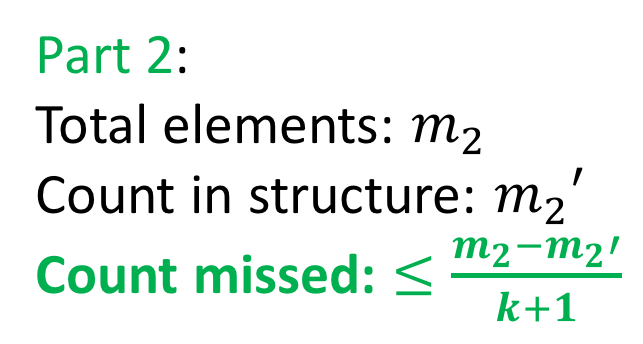 Part 2:
Total elements: m₂
Count in structure: m₂′
Count missed: ≤ (m₂−m₂′)/(k+1)